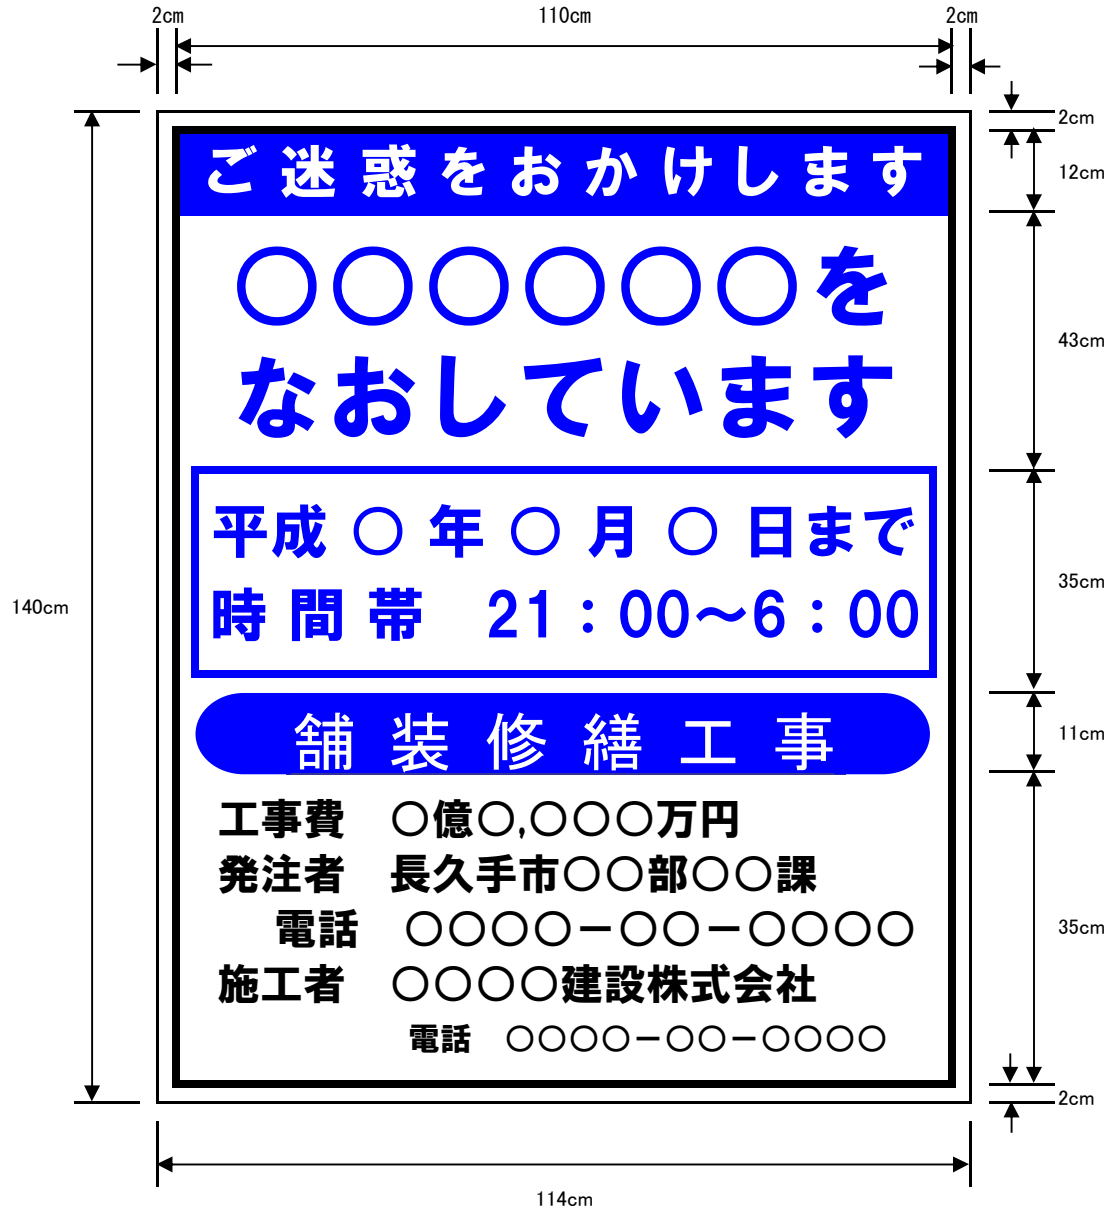 2cm 110cm 2cm
2cm
ご迷惑をおかけします
12cm
○○○○○○を
43cm
なおしています
平成○年○月○日まで
35cm
140cm
時間帯 21:00~6:00
舗装修繕工事
11cm
工事費 ○億○,○○○万円
発注者 長久手市○○部○○課
電話 ○○○○-○○-○○○○
35cm
施工者 ○○○○建設株式会社
電話 ○○○○-○○-○○○○
2cm
114cm